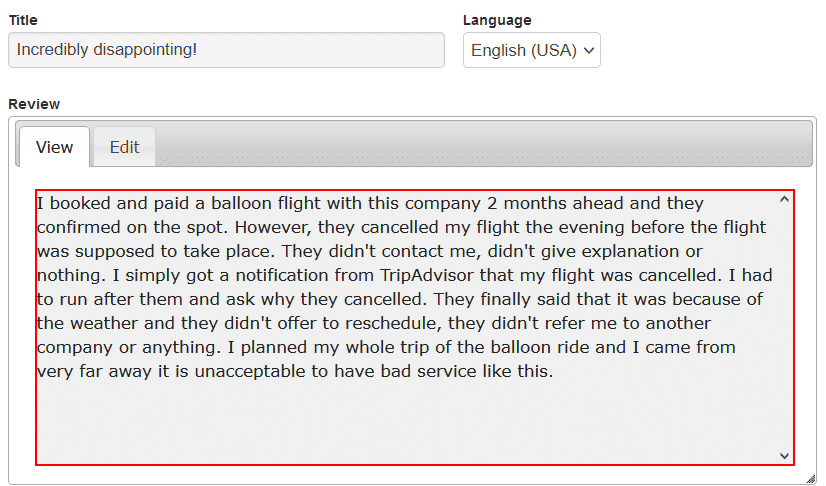 Title
Language
Incredibly disappointing!
English (USA)
Review
View
Edit
I booked and paid a balloon flight with this company 2 months ahead and they
confirmed on the spot. However, they cancelled my flight the evening before the flight
was supposed to take place. They didn't contact me, didn't give explanation or
nothing. I simply got a notification from TripAdvisor that my flight was cancelled. I had
to run after them and ask why they cancelled. They finally said that it was because of
the weather and they didn't offer to reschedule, they didn't refer me to another
company or anything. I planned my whole trip of the balloon ride and I came from
very far away it is unacceptable to have bad service like this.